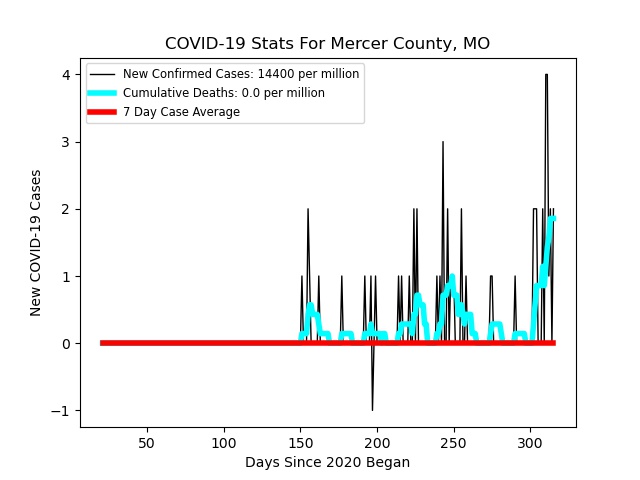 COVID-19 Stats For Mercer County, MO
New Confirmed Cases: 14400 per million
Cumulative Deaths: 0.0 per million
7 Day Case Average
New COVID-19 Cases
4
3
2
1
0
−1
50 100 150 200 250 300
Days Since 2020 Began